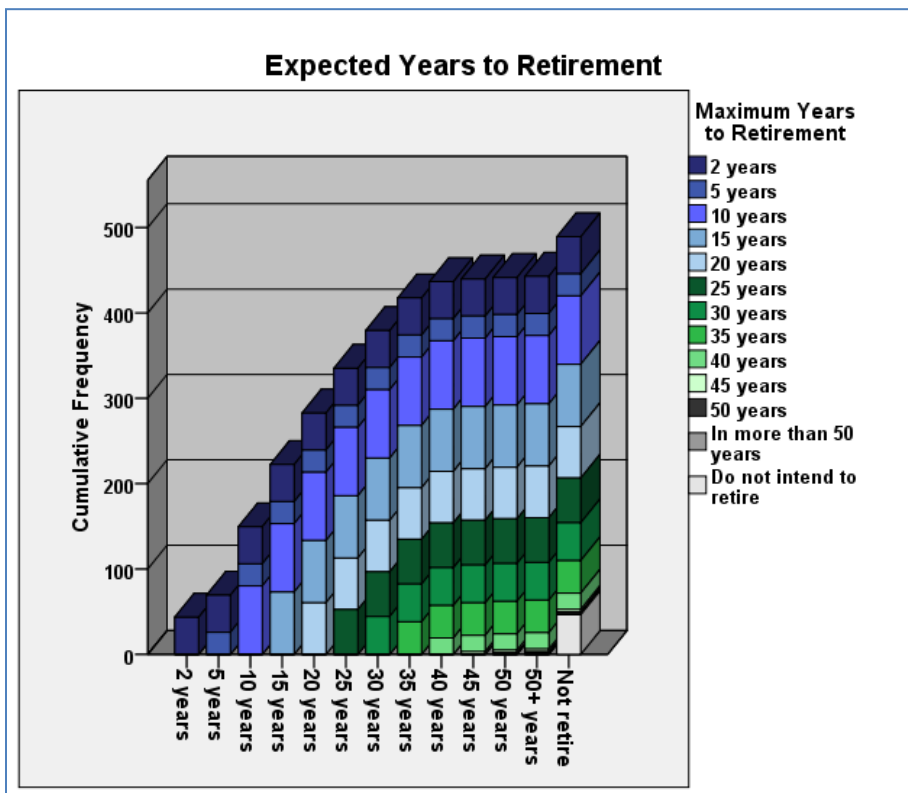 Expected Years to Retirement
Maximum Years
to Retirement
2 years
5 years
10 years
15 years
20 years
25 years
30 years
35 years
40 years
45 years
50 years
In more than 50
years
Do not intend to
retire
Cumulative Frequency
500
400
300
200
100
0
2 years
5 years
10 years
15 years
20 years
25 years
30 years
35 years
40 years
45 years
50 years
50+ years
Not retire